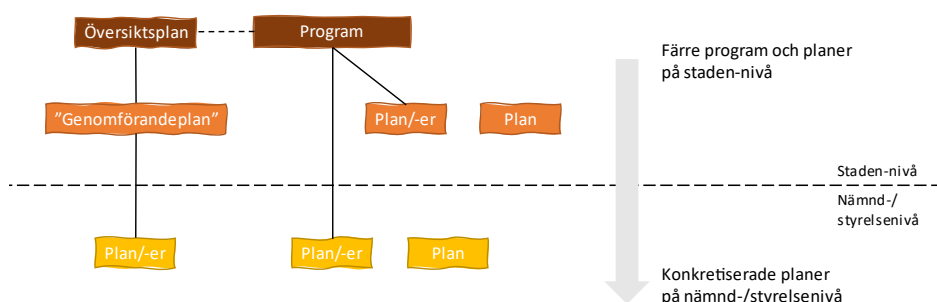 Översiktsplan
Program
Färre program och planer
på staden-nivå
”Genomförandeplan”
Plan/-er
Plan
Staden-nivå
Nämnd-/
styrelsenivå
Plan/-er
Plan/-er
Plan
Konkretiserade planer
på nämnd-/styrelsenivå